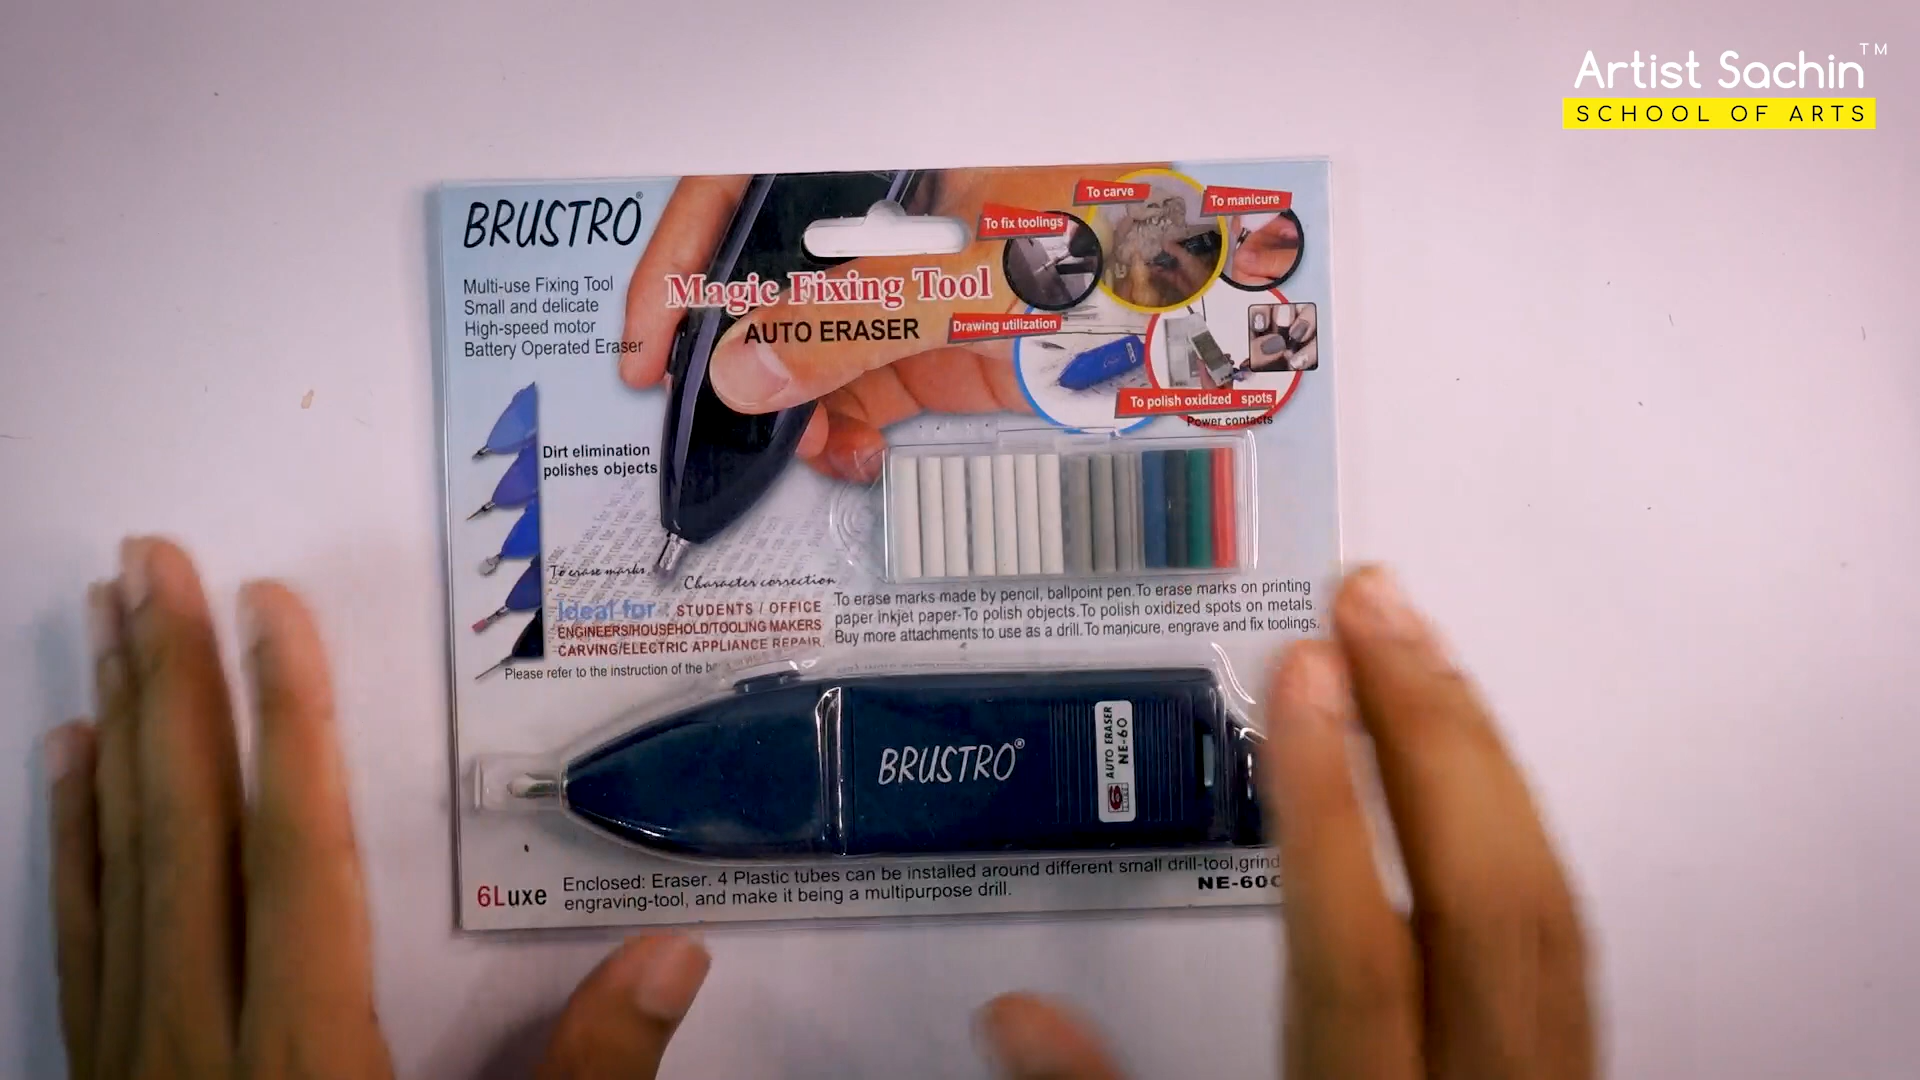 Artist Sachin™
SCHOOL OF ARTS
BRUSTRO®
Multi-use Fixing Tool
Small and delicate
High-speed motor
Battery Operated Eraser
Magic Fixing Tool
AUTO ERASER
To fix toolings
To carve
To manicure
Drawing utilization
To polish oxidized spots
Power contacts
Dirt elimination
polishes objects
To erase marks
Character correction
Ideal for : STUDENTS / OFFICE
ENGINEERS/HOUSEHOLD/TOOLING MAKERS
CARVING/ELECTRIC APPLIANCE REPAIR.
Please refer to the instruction of the
To erase marks made by pencil, ballpoint pen.To erase marks on printing
paper inkjet paper-To polish objects.To polish oxidized spots on metals.
Buy more attachments to use as a drill.To manicure, engrave and fix toolings.
BRUSTRO®
AUTO ERASER
NE-60
6
6Luxe
Enclosed: Eraser. 4 Plastic tubes can be installed around different small drill-tool,grind
engraving-tool, and make it being a multipurpose drill.
NE-60